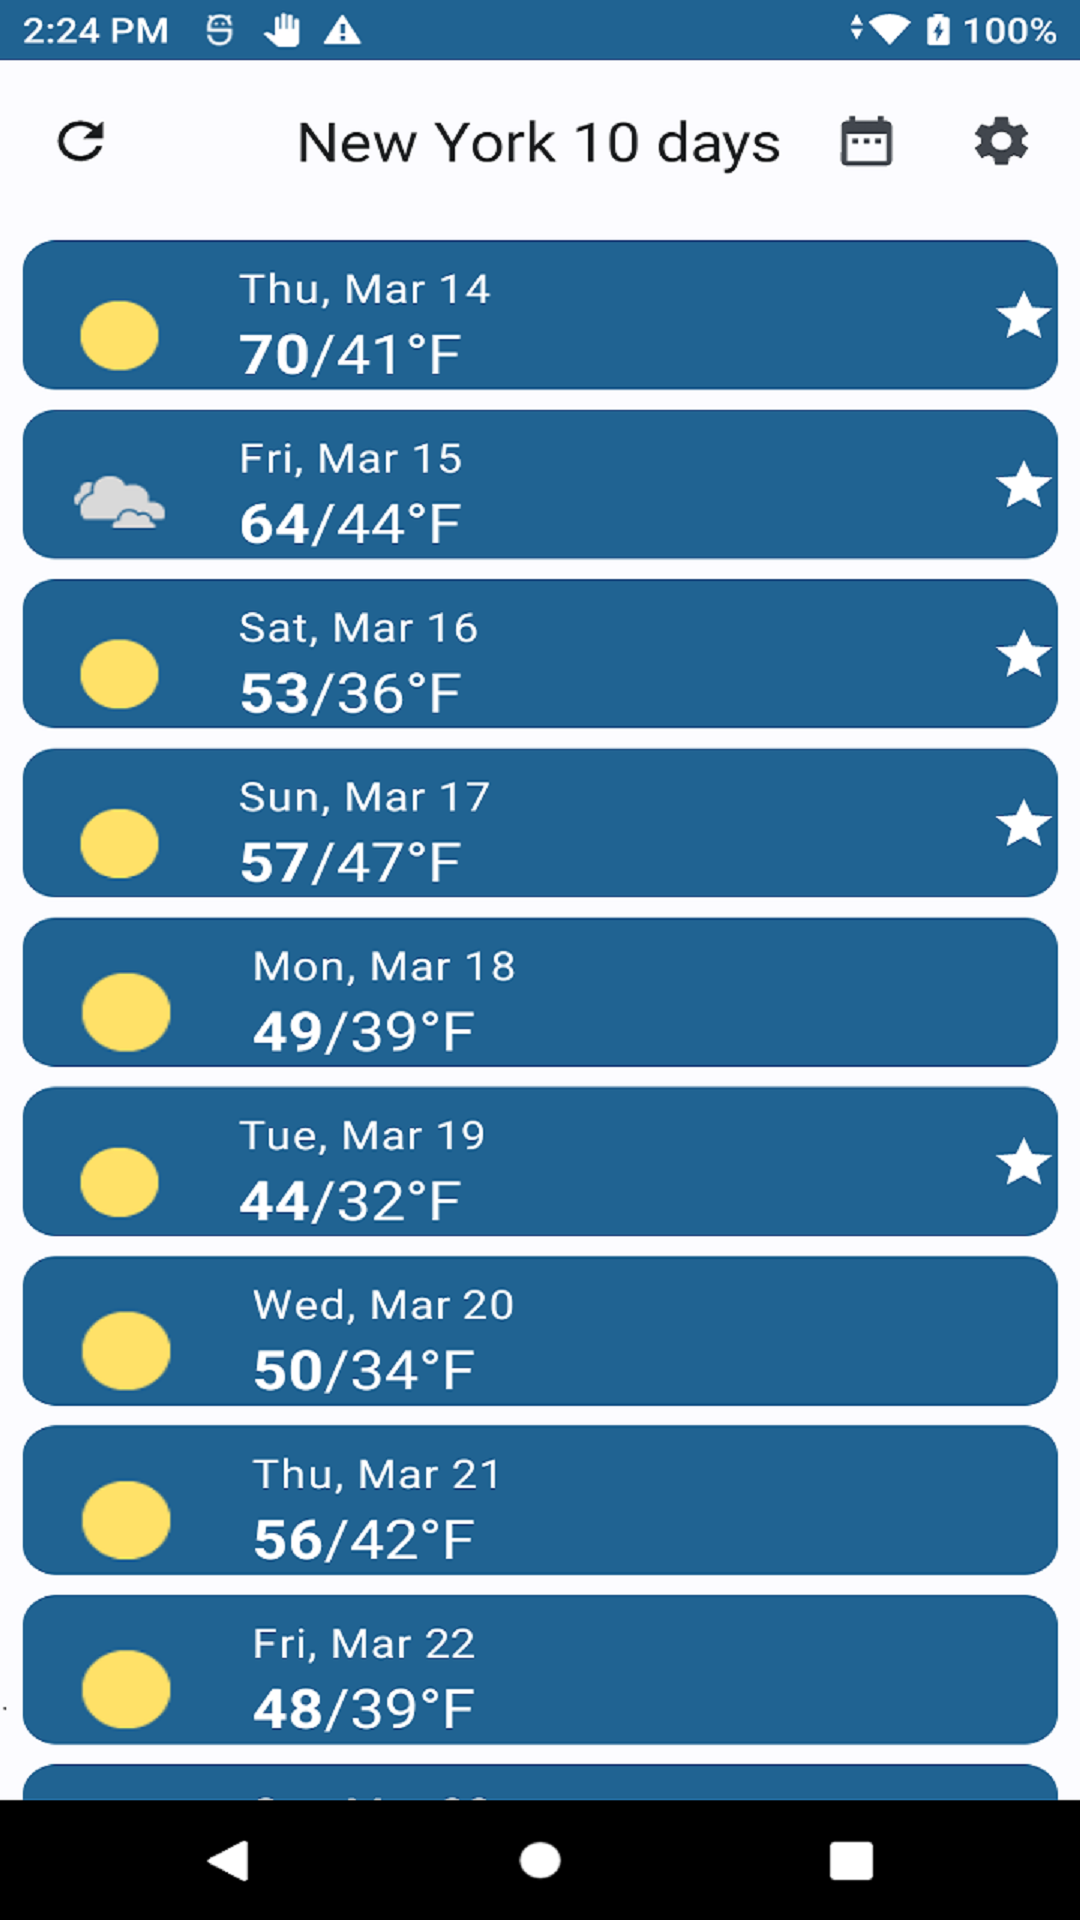 2:24 PM
100%
New York 10 days
Thu, Mar 14
70/41°F
Fri, Mar 15
64/44°F
Sat, Mar 16
53/36°F
Sun, Mar 17
57/47°F
Mon, Mar 18
49/39°F
Tue, Mar 19
44/32°F
Wed, Mar 20
50/34°F
Thu, Mar 21
56/42°F
Fri, Mar 22
48/39°F